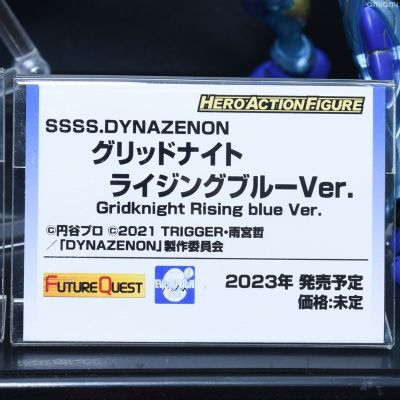 amiami
HERO ACTION FIGURE
SSSS.DYNAZENON
グリッドナイト
ライジングブルーVer.
Gridknight Rising blue Ver.
©円谷プロ ©2021 TRIGGER・雨宮哲
／「DYNAZENON」製作委員会
FUTURE QUEST
EVOLUTION
2023年 発売予定
価格:未定